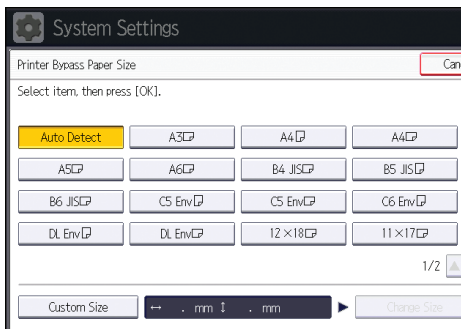 System Settings
Printer Bypass Paper Size
Can
Select item, then press [OK].
Auto Detect A3 A4 A4
A5 A6 B4 JIS B5 JIS
B6 JIS C5 Env C5 Env C6 Env
DL Env DL Env 12×18 11×17
1/2
Custom Size ↔ . mm ↕ . mm Change Size